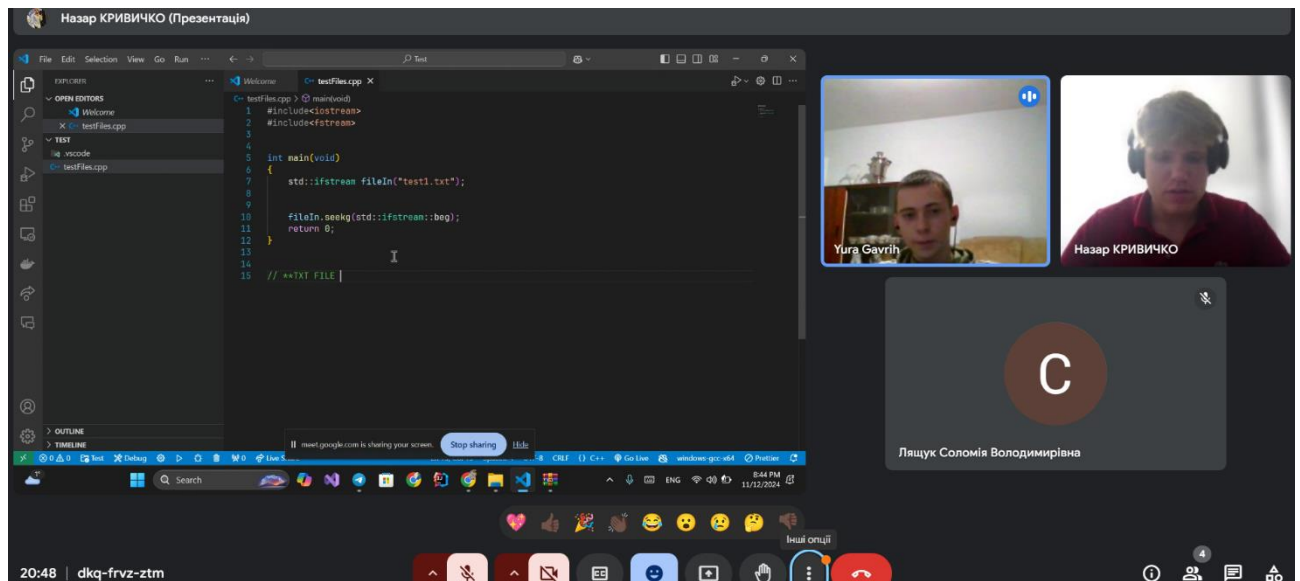 Назар КРИВИЧКО (Презентація)
File Edit Selection View Go Run ··· Test
EXPLORER ···
OPEN EDITORS
Welcome
testFiles.cpp
TEST
.vscode
testFiles.cpp
OUTLINE
TIMELINE
Welcome testFiles.cpp
testFiles.cpp > main(void)
1 #include<iostream>
2 #include<fstream>
3
4
5 int main(void)
6 {
7 std::ifstream fileIn("test1.txt");
8
9
10 fileIn.seekg(std::ifstream::beg);
11 return 0;
12 }
13
14
15 // **TXT FILE
meet.google.com is sharing your screen. Stop sharing Hide
0 0 Test Debug 0 Live CRLF {} C++ Go Live windows-gcc-x64 Prettier
Search ENG 8:44 PM
11/12/2024
Yura Gavrih
Назар КРИВИЧКО
С
Лящук Соломія Володимирівна
Інші опції
20:48 | dkq-frvz-ztm
4